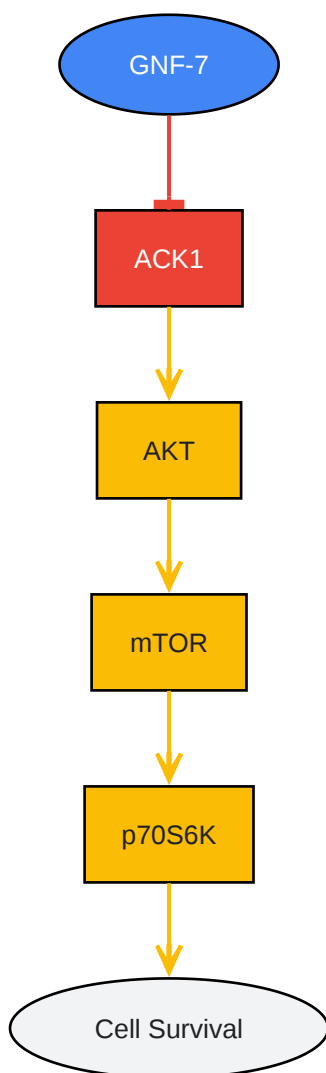 GNF-7
ACK1
AKT
mTOR
p70S6K
Cell Survival